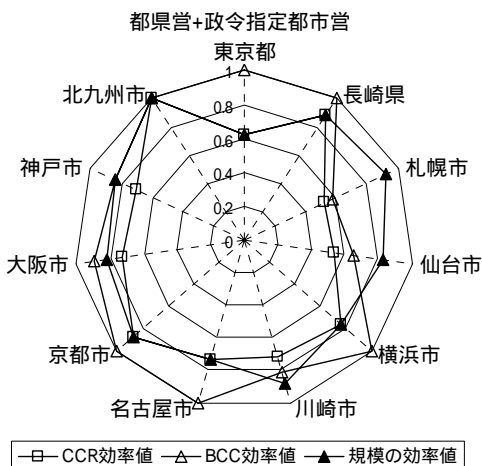 都県営+政令指定都市営
東京都
長崎県
札幌市
仙台市
横浜市
川崎市
名古屋市
京都市
大阪市
神戸市
北九州市
1
0.8
0.6
0.4
0.2
0
CCR効率値 BCC効率値 規模の効率値